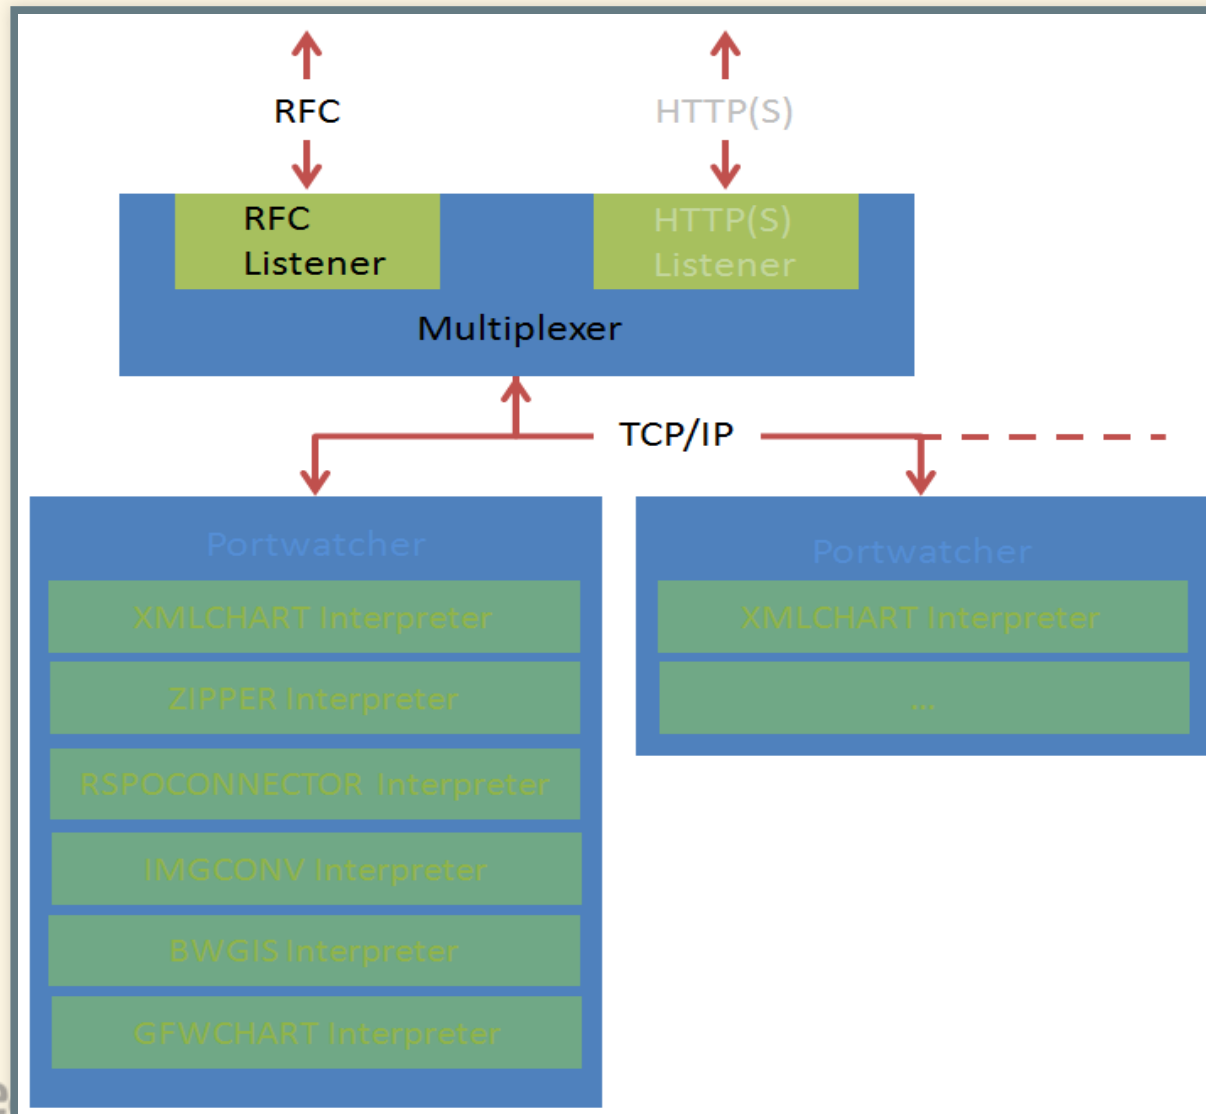 RFC
HTTP(S)
RFC
Listener
HTTP(S)
Listener
Multiplexer
TCP/IP
Portwatcher
XMLCHART Interpreter
ZIPPER Interpreter
RSPOCONNECTOR Interpreter
IMGCONV Interpreter
BWGIS Interpreter
GFWCHART Interpreter
Portwatcher
XMLCHART Interpreter
...